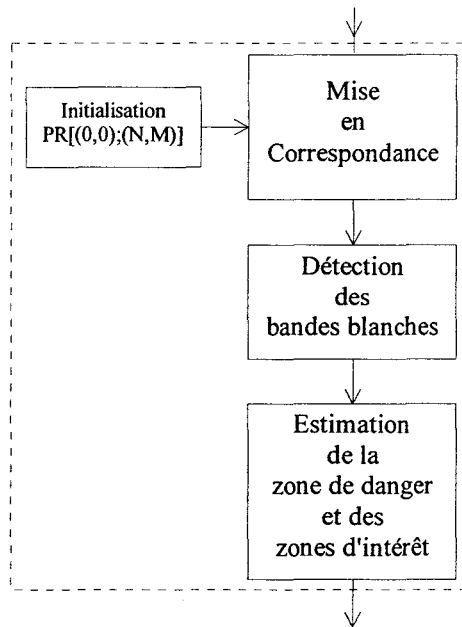 Initialisation
PR[(0,0);(N,M)]
Mise
en
Correspondance
Détection
des
bandes blanches
Estimation
de la
zone de danger
et des
zones d'intérêt